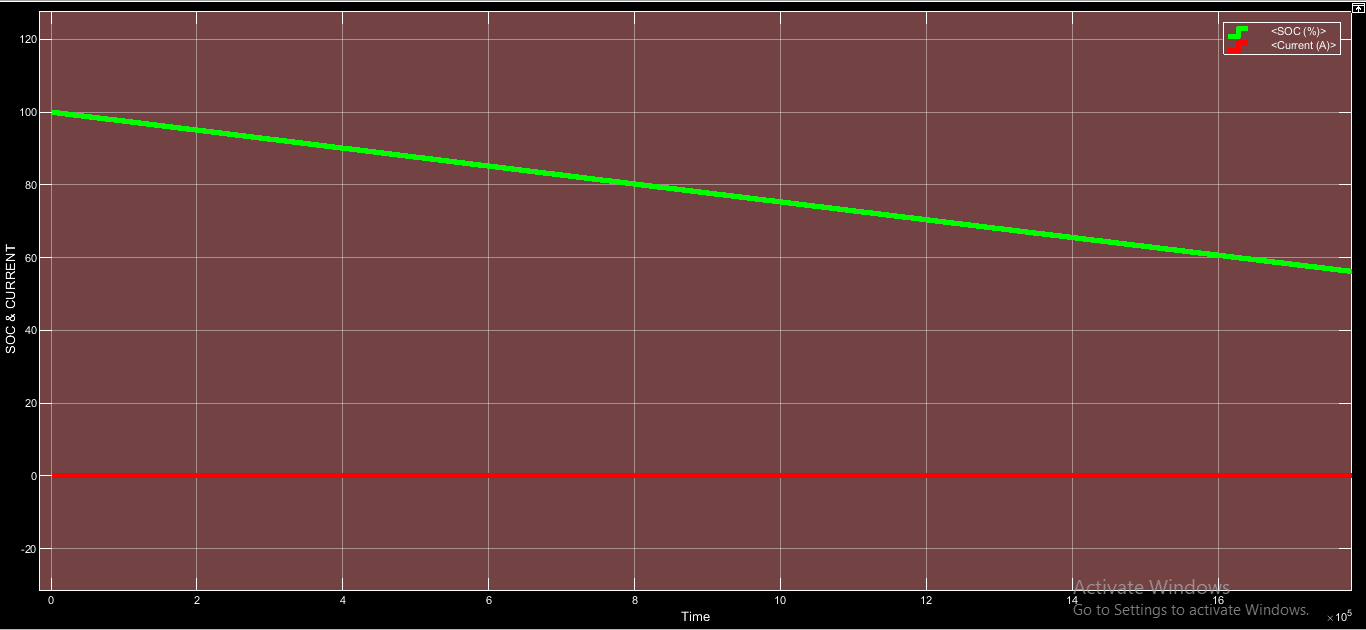 <SOC (%)>
<Current (A)>
120
100
80
60
40
20
0
-20
SOC & CURRENT
0 2 4 6 8 10 12 14 16
×10⁵
Time
Activate Windows
Go to Settings to activate Windows.